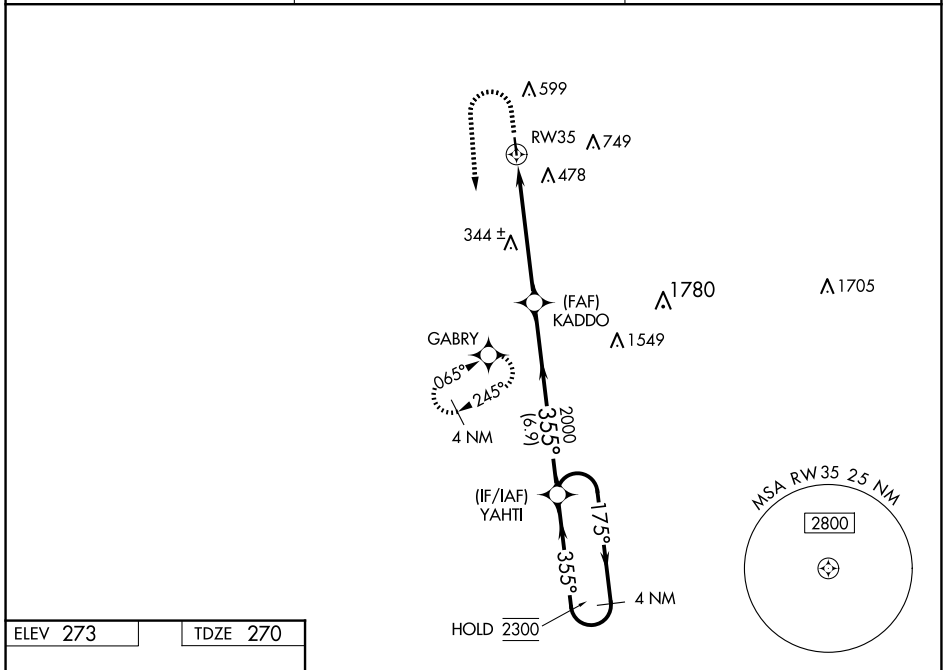 599
RW35
749
478
344 ±
(FAF)
KADDO
1780
1705
1549
GABRY
065°
245°
4 NM
2000
355°
(6.9)
(IF/IAF)
YAHTI
175°
355°
4 NM
HOLD 2300
MSA RW35 25 NM
2800
ELEV 273
TDZE 270